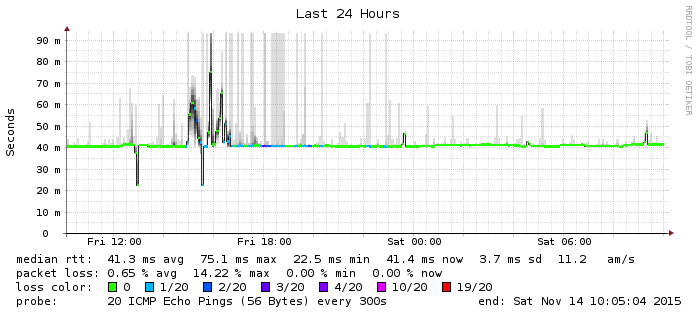 Last 24 Hours
RRDTOOL / TOBI OETIKER
Seconds
90 m
80 m
70 m
60 m
50 m
40 m
30 m
20 m
10 m
0
Fri 12:00 Fri 18:00 Sat 00:00 Sat 06:00
median rtt: 41.3 ms avg 75.1 ms max 22.5 ms min 41.4 ms now 3.7 ms sd 11.2 am/s
packet loss: 0.65 % avg 14.22 % max 0.00 % min 0.00 % now
loss color: 0 1/20 2/20 3/20 4/20 10/20 19/20
probe: 20 ICMP Echo Pings (56 Bytes) every 300s end: Sat Nov 14 10:05:04 2015